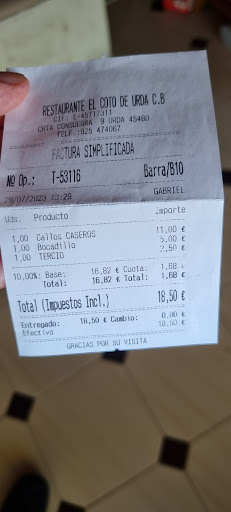 RESTAURANTE EL COTO DE URDA C.B
CIF: E-45717311
CRTA CONSUEGRA 9 URDA 45480
TELF :925 474067
FACTURA SIMPLIFICADA
Nº Op.: T-53116 Barra/B10
29/07/2023 13:29 GABRIEL
Uds. Producto Importe
1,00 Callos CASEROS 11,00 €
1,00 Bocadillo 5,00 €
1,00 TERCIO 2,50 €
10,00% Base: 16,82 Cuota: 1,68
Total: 16,82 € Total: 1,68 €
Total (Impuestos Incl.) 18,50 €
Entregado: 18,50 € Cambio: 0,00 €
Efectivo 18,50 €
GRACIAS POR SU VISITA